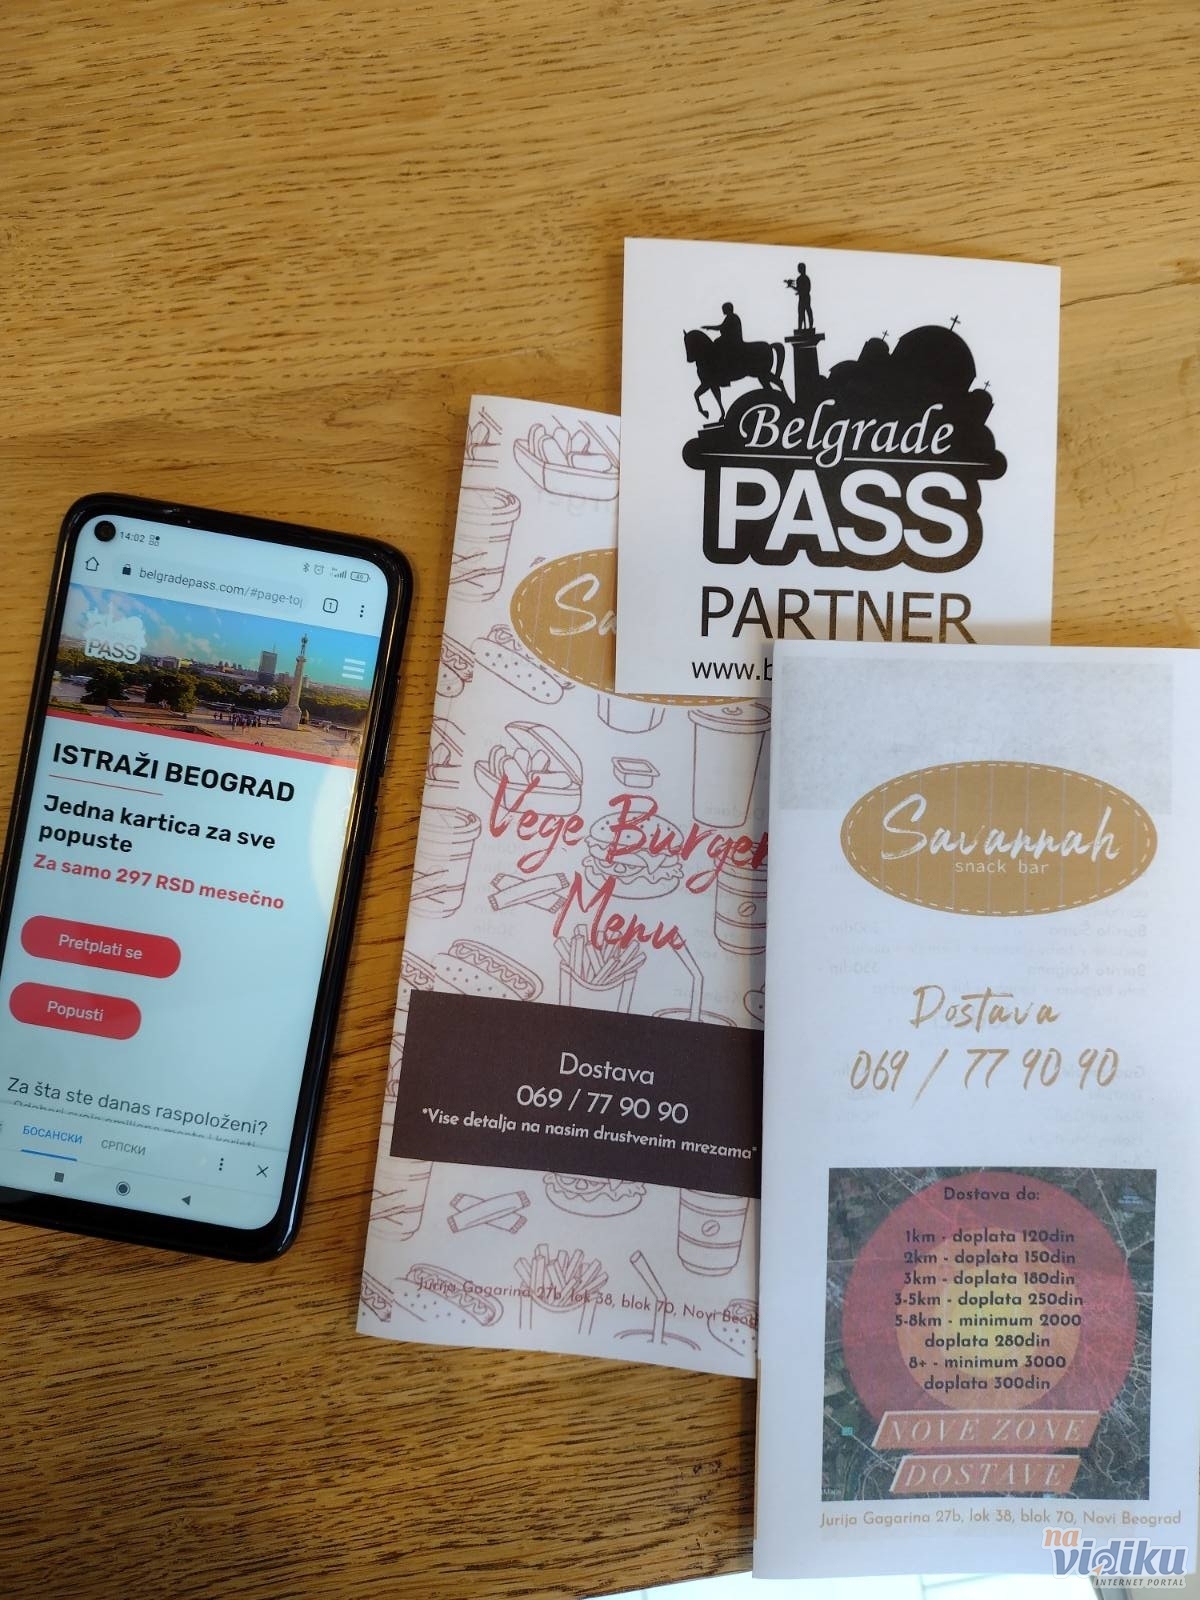 14:02
belgradepass.com/#page-top
PASS
ISTRAŽI BEOGRAD
Jedna kartica za sve
popuste
Za samo 297 RSD mesečno
Pretplati se
Popusti
Za šta ste danas raspoloženi?
БОСАНСКИ
СРПСКИ
Belgrade
PASS
PARTNER
www.b
Sa
Vege Burger
Menu
Dostava
069 / 77 90 90
*Vise detalja na nasim drustvenim mrezama*
Jurija Gagarina 27b, lok 38, blok 70, Novi Beog
Savannah
snack bar
Dostava
069 / 77 90 90
Dostava do:
1km - doplata 120din
2km - doplata 150din
3km - doplata 180din
3-5km - doplata 250din
5-8km - minimum 2000
doplata 280din
8+ - minimum 3000
doplata 300din
NOVE ZONE
DOSTAVE
Jurija Gagarina 27b, lok 38, blok 70, Novi Beograd
na
vidiku
INTERNET PORTAL